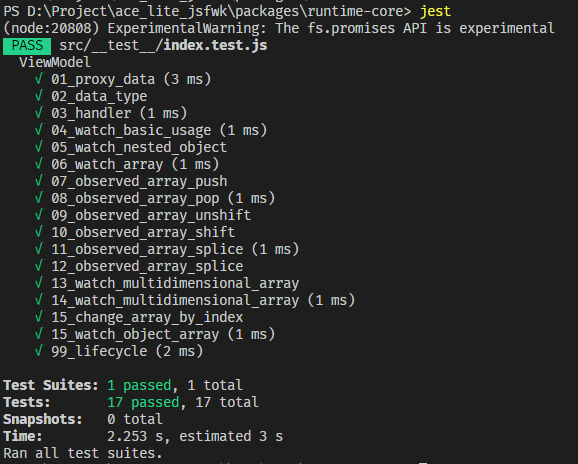 PS D:\Project\ace_lite_jsfwk\packages\runtime-core> jest
(node:20808) ExperimentalWarning: The fs.promises API is experimental
PASS src/__test__/index.test.js
ViewModel
√ 01_proxy_data (3 ms)
√ 02_data_type
√ 03_handler (1 ms)
√ 04_watch_basic_usage (1 ms)
√ 05_watch_nested_object
√ 06_watch_array (1 ms)
√ 07_observed_array_push
√ 08_observed_array_pop (1 ms)
√ 09_observed_array_unshift
√ 10_observed_array_shift
√ 11_observed_array_splice (1 ms)
√ 12_observed_array_splice
√ 13_watch_multidimensional_array
√ 14_watch_multidimensional_array (1 ms)
√ 15_change_array_by_index
√ 15_watch_object_array (1 ms)
√ 99_lifecycle (2 ms)
Test Suites: 1 passed, 1 total
Tests: 17 passed, 17 total
Snapshots: 0 total
Time: 2.253 s, estimated 3 s
Ran all test suites.